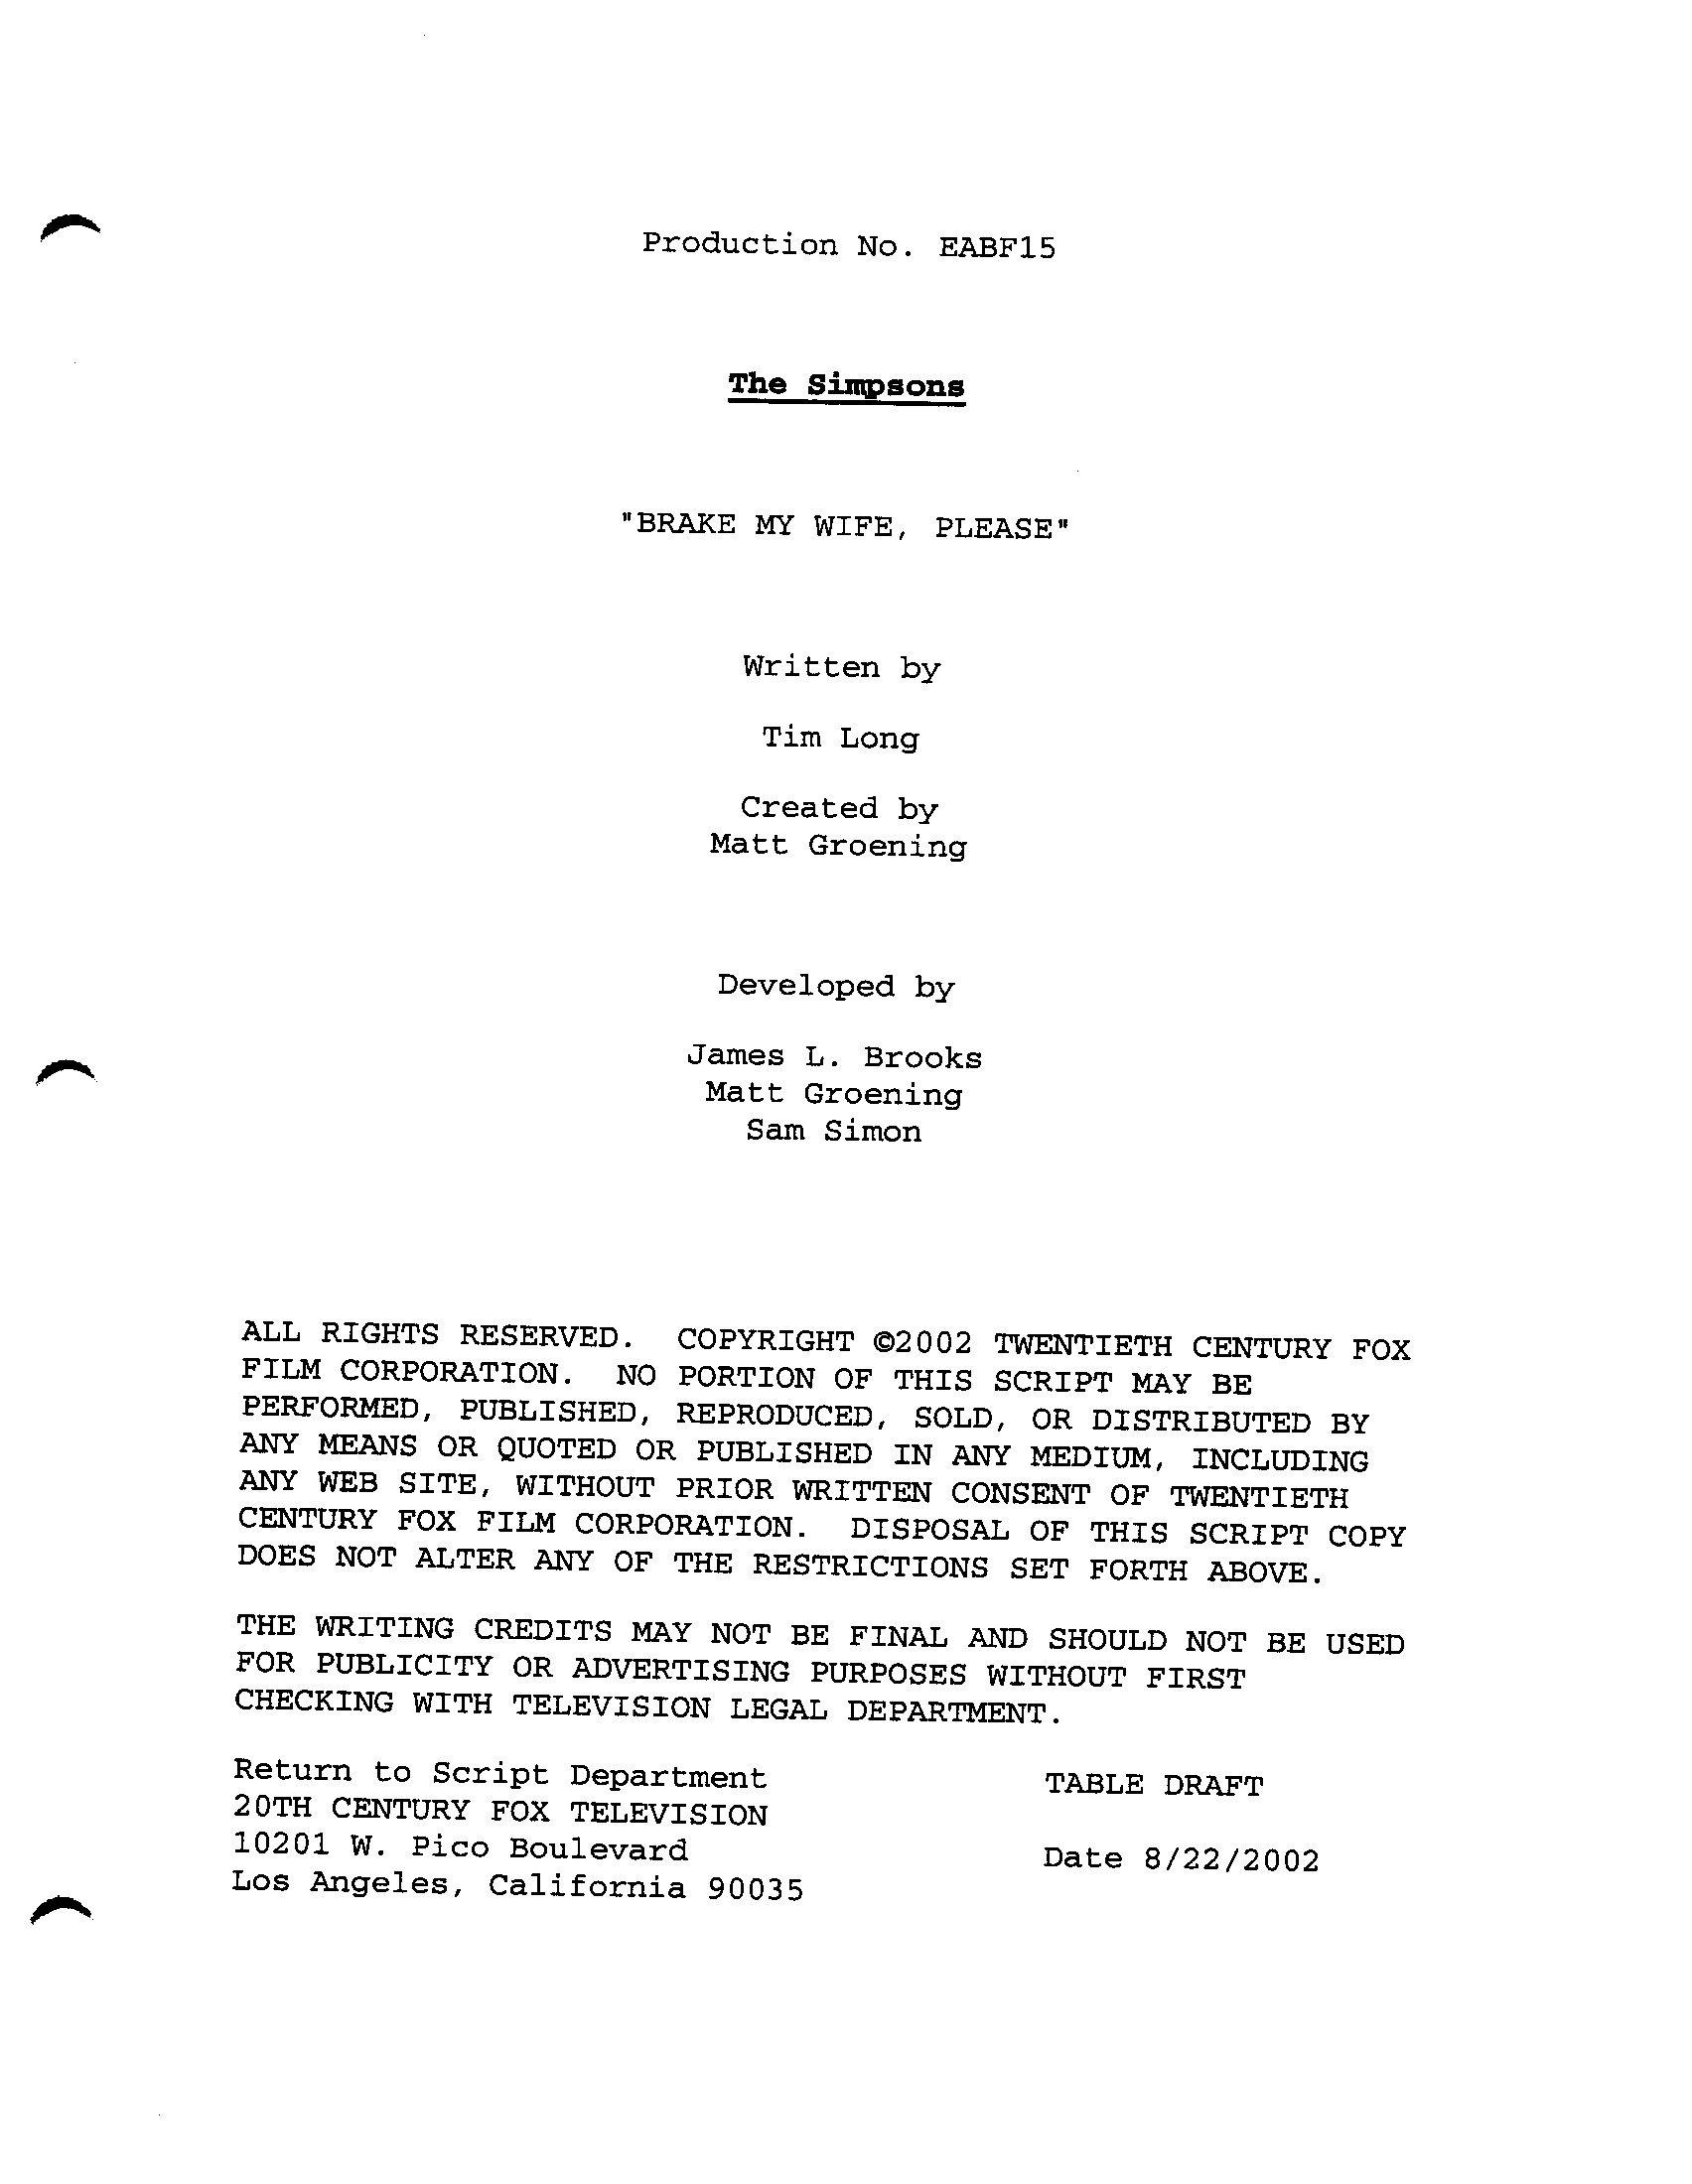 Production No. EABF15
The Simpsons
"BRAKE MY WIFE, PLEASE"
Written by
Tim Long
Created by
Matt Groening
Developed by
James L. Brooks
Matt Groening
Sam Simon
ALL RIGHTS RESERVED. COPYRIGHT ©2002 TWENTIETH CENTURY FOX
FILM CORPORATION. NO PORTION OF THIS SCRIPT MAY BE
PERFORMED, PUBLISHED, REPRODUCED, SOLD, OR DISTRIBUTED BY
ANY MEANS OR QUOTED OR PUBLISHED IN ANY MEDIUM, INCLUDING
ANY WEB SITE, WITHOUT PRIOR WRITTEN CONSENT OF TWENTIETH
CENTURY FOX FILM CORPORATION. DISPOSAL OF THIS SCRIPT COPY
DOES NOT ALTER ANY OF THE RESTRICTIONS SET FORTH ABOVE.
THE WRITING CREDITS MAY NOT BE FINAL AND SHOULD NOT BE USED
FOR PUBLICITY OR ADVERTISING PURPOSES WITHOUT FIRST
CHECKING WITH TELEVISION LEGAL DEPARTMENT.
Return to Script Department
20TH CENTURY FOX TELEVISION
10201 W. Pico Boulevard
Los Angeles, California 90035
TABLE DRAFT
Date 8/22/2002